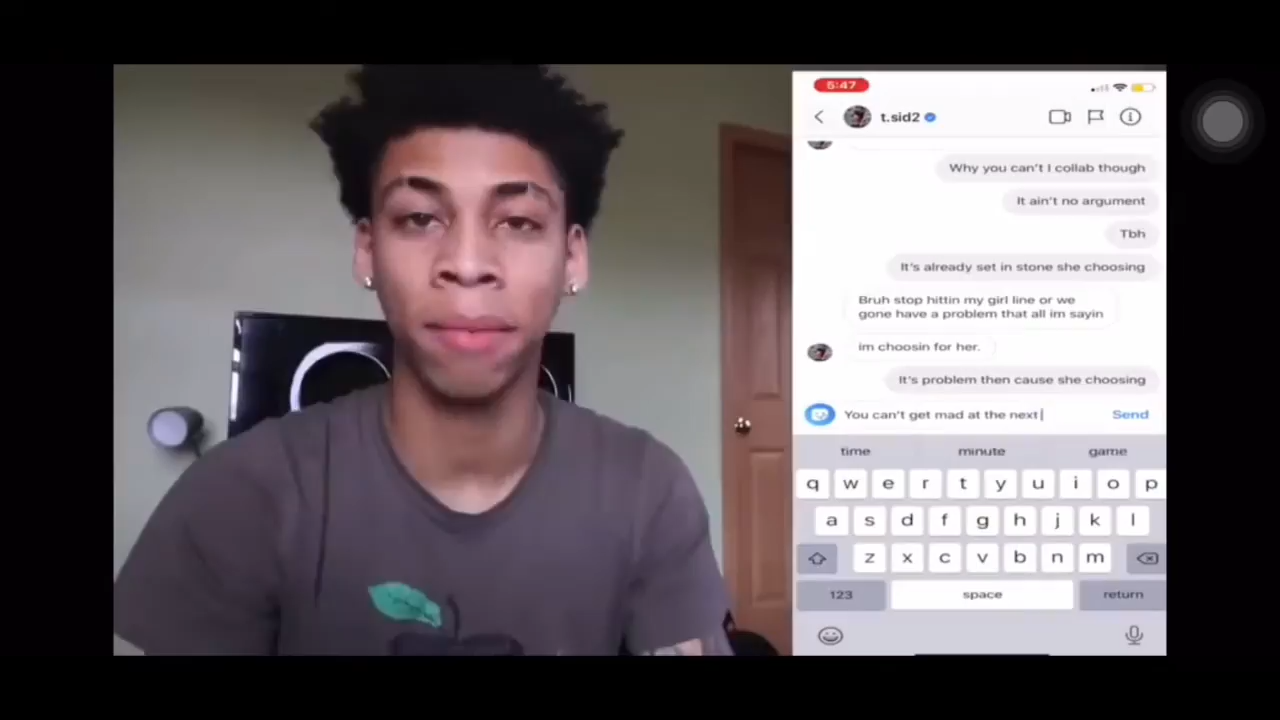 5:47
t.sid2
Why you can't I collab though
It ain't no argument
Tbh
It's already set in stone she choosing
Bruh stop hittin my girl line or we
gone have a problem that all im sayin
im choosin for her.
It's problem then cause she choosing
You can't get mad at the next
Send
time minute game
q w e r t y u i o p
a s d f g h j k l
z x c v b n m
123 space return